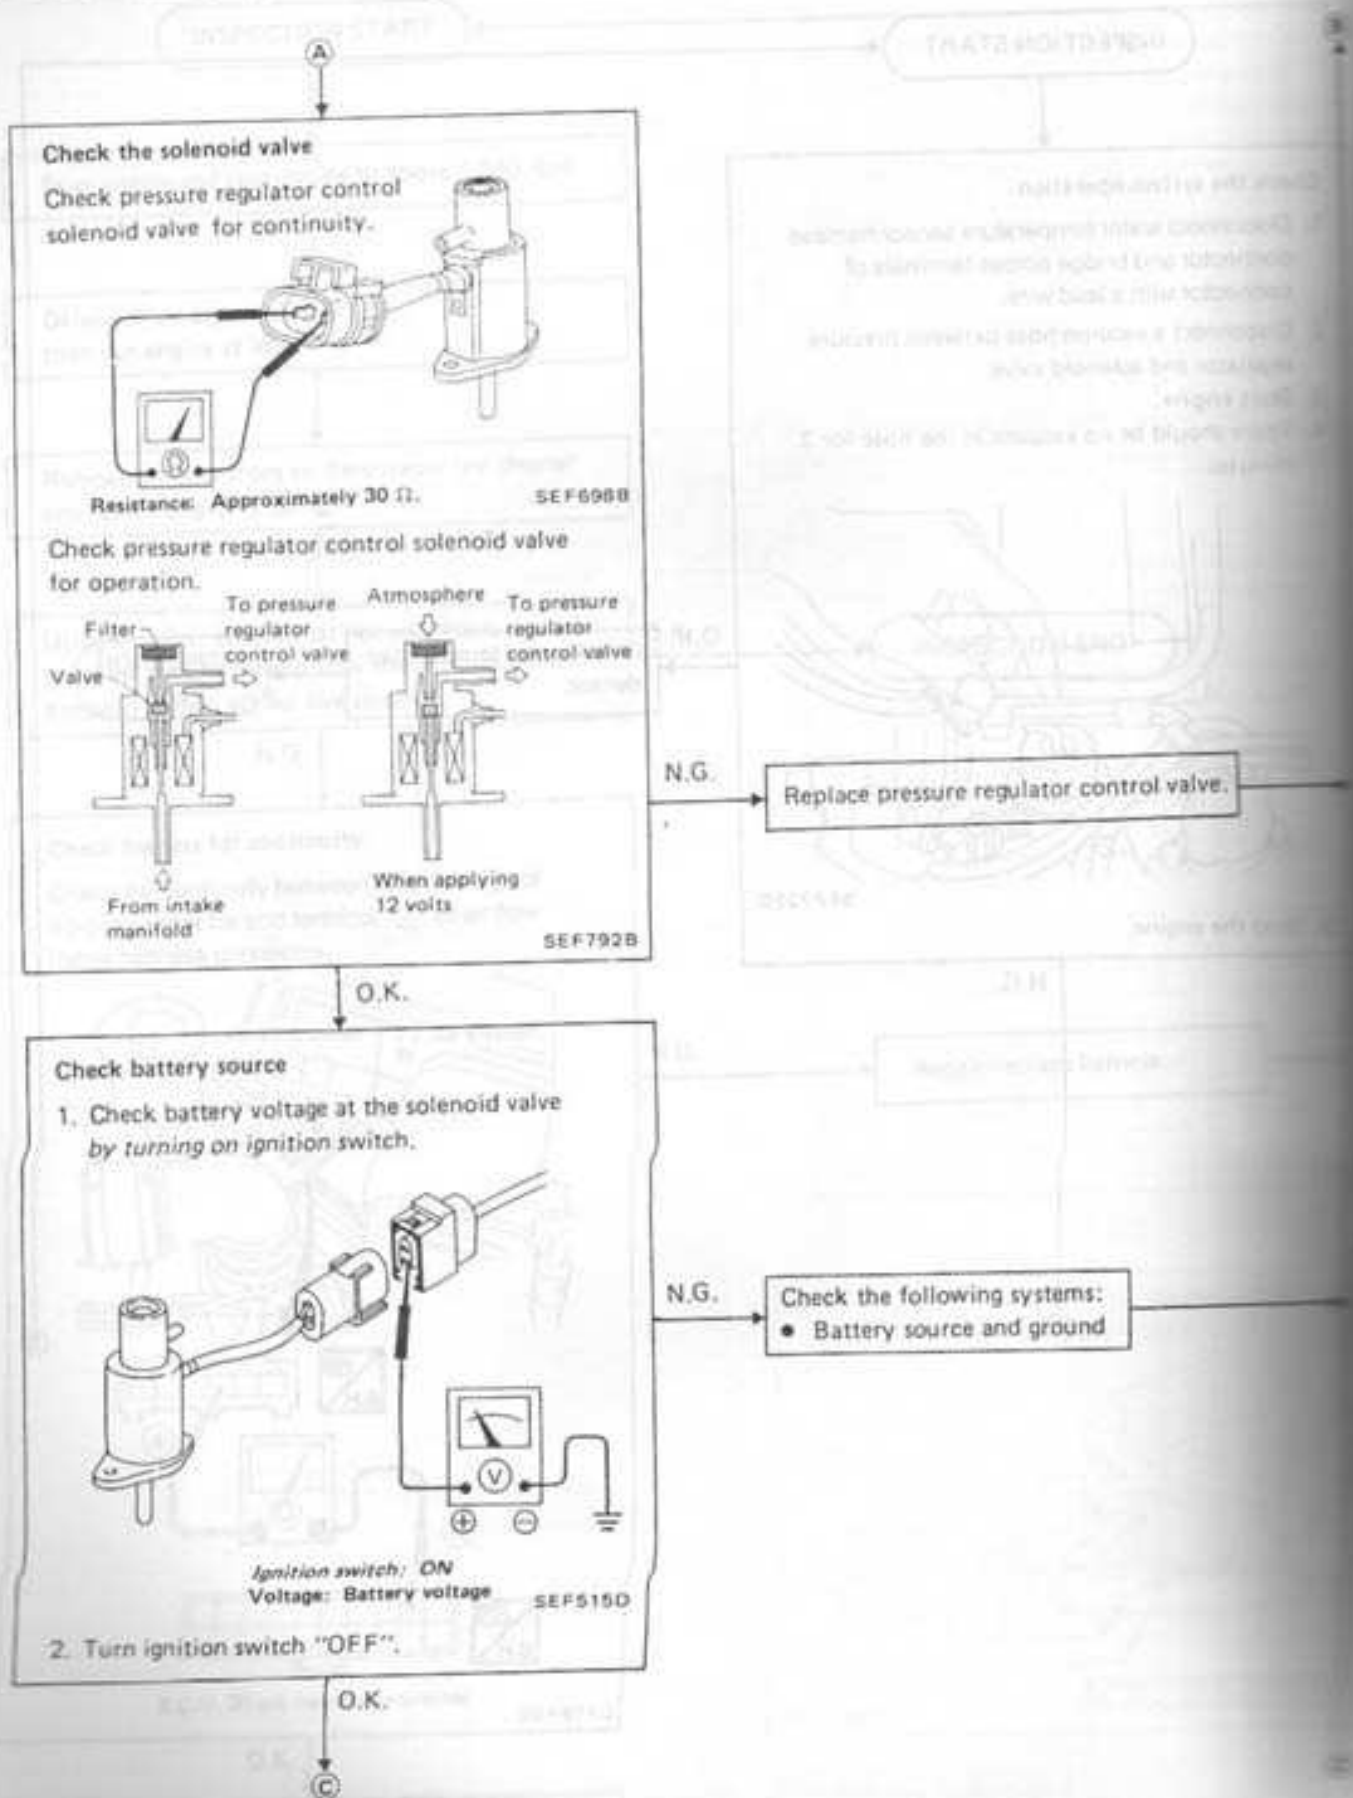 A
Check the solenoid valve
Check pressure regulator control
solenoid valve for continuity.
Resistance: Approximately 30 Ω.
SEF698B
Check pressure regulator control solenoid valve
for operation.
Filter
Valve
To pressure
regulator
control valve
Atmosphere
To pressure
regulator
control valve
From intake
manifold
When applying
12 volts
SEF792B
N.G.
Replace pressure regulator control valve.
O.K.
Check battery source
1. Check battery voltage at the solenoid valve
by turning on ignition switch.
V
Ignition switch: ON
Voltage: Battery voltage
SEF515D
2. Turn ignition switch "OFF".
N.G.
Check the following systems:
● Battery source and ground
O.K.
C